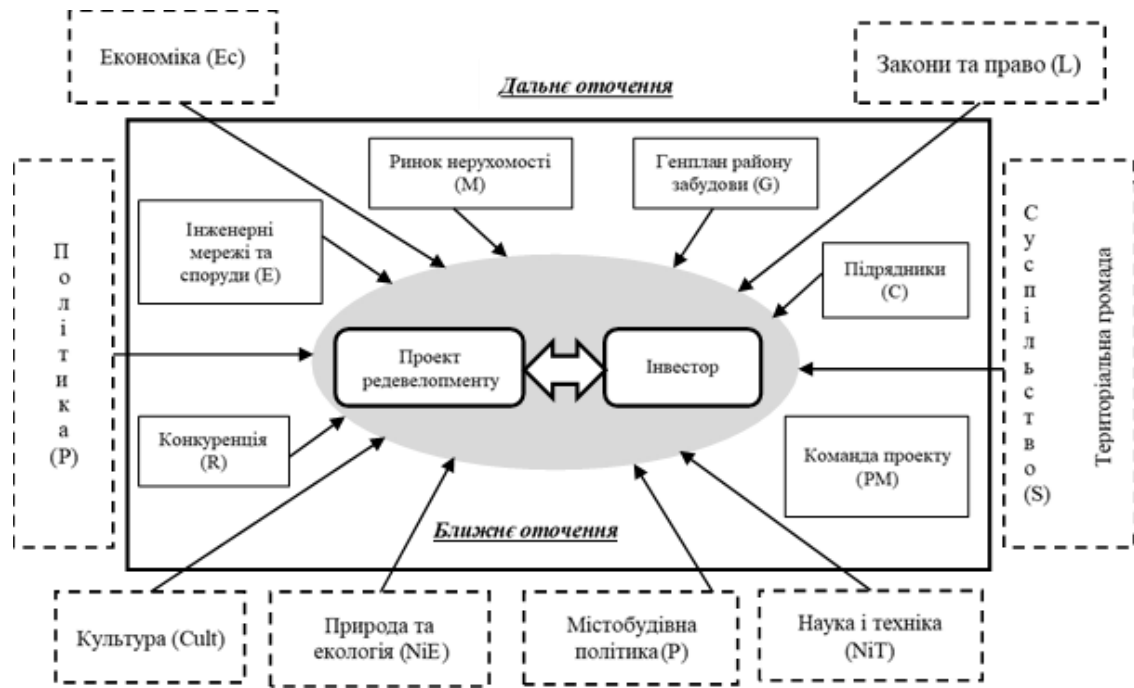 Економіка (Ec)
Закони та право (L)
Дальнє оточення
Ринок нерухомості
(M)
Генплан району
забудови (G)
Інженерні
мережі та
споруди (E)
Підрядники
(C)
Політика
(P)
Суспільство
(S)
Територіальна громада
Проект
редевелопменту
Інвестор
Конкуренція
(R)
Команда проекту
(PM)
Ближнє оточення
Культура (Cult)
Природа та
екологія (NiE)
Містобудівна
політика (P)
Наука і техніка
(NiT)